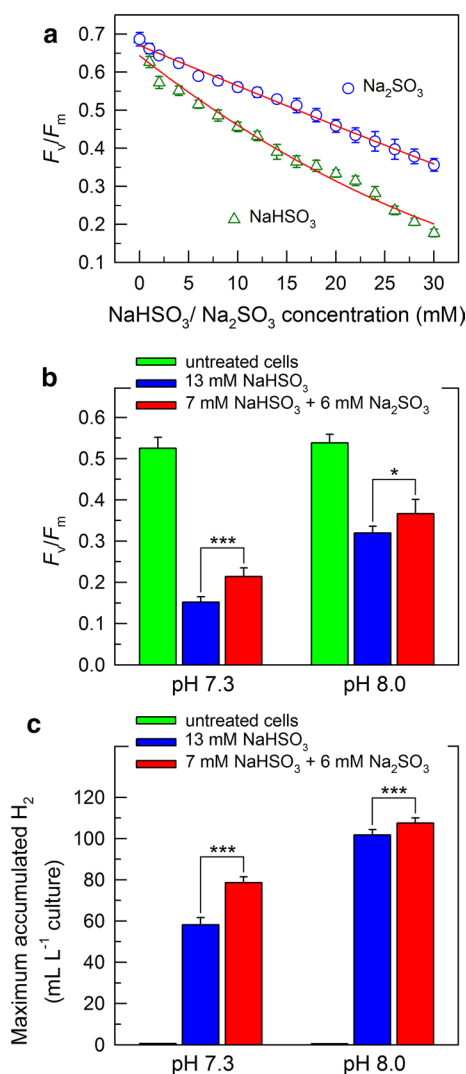 a
0.7
0.6
0.5
0.4
0.3
0.2
0.1
Fv/Fm
Na2SO3
NaHSO3
0 5 10 15 20 25 30
NaHSO3/ Na2SO3 concentration (mM)
b
untreated cells
13 mM NaHSO3
7 mM NaHSO3 + 6 mM Na2SO3
0.6
0.5
0.4
0.3
0.2
0.1
0.0
Fv/Fm
***
*
pH 7.3 pH 8.0
c
untreated cells
13 mM NaHSO3
7 mM NaHSO3 + 6 mM Na2SO3
120
100
80
60
40
20
0
Maximum accumulated H2
(mL L-1 culture)
***
***
pH 7.3 pH 8.0